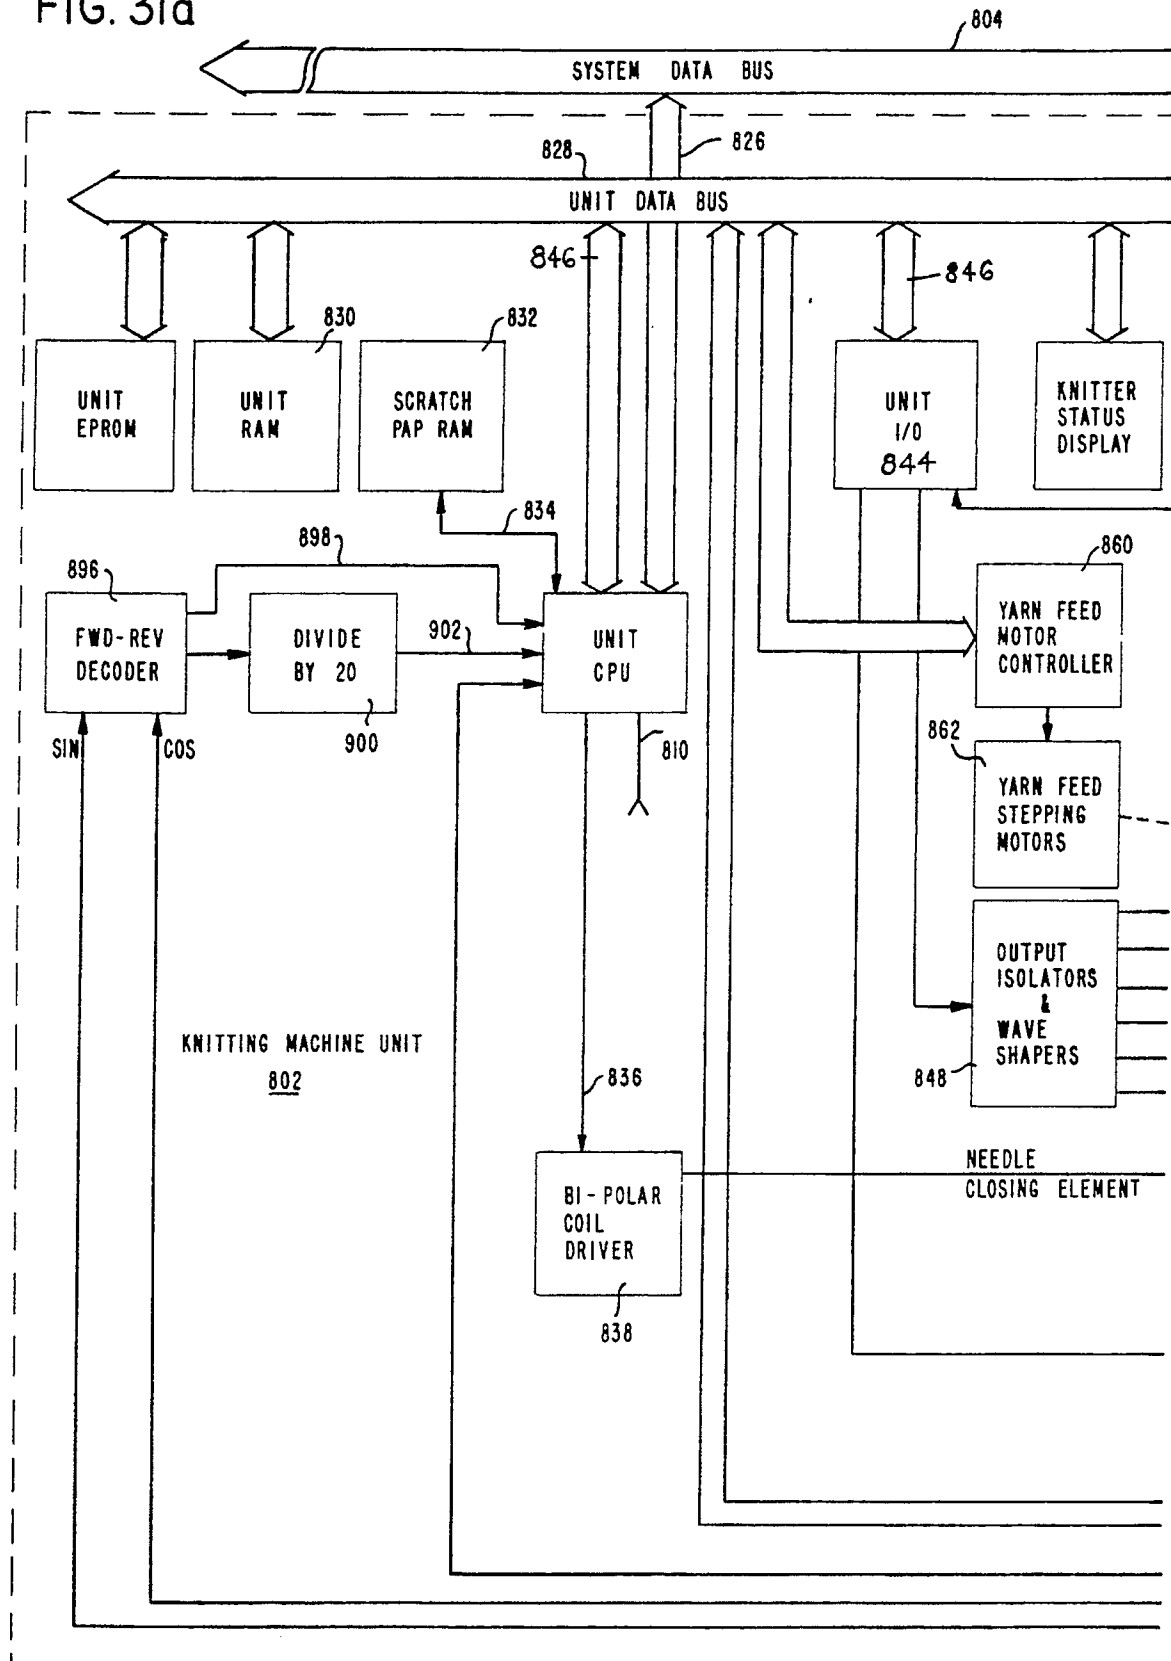 FIG. 31a
804
SYSTEM DATA BUS
826
828
UNIT DATA BUS
846
846
830
832
UNIT
EPROM
UNIT
RAM
SCRATCH
PAP RAM
UNIT
I/O
844
KNITTER
STATUS
DISPLAY
834
898
896
860
FWD-REV
DECODER
DIVIDE
BY 20
902
UNIT
CPU
YARN FEED
MOTOR
CONTROLLER
SIN
COS
900
810
862
YARN FEED
STEPPING
MOTORS
OUTPUT
ISOLATORS
&
WAVE
SHAPERS
848
KNITTING MACHINE UNIT
802
836
NEEDLE
CLOSING ELEMENT
BI-POLAR
COIL
DRIVER
838